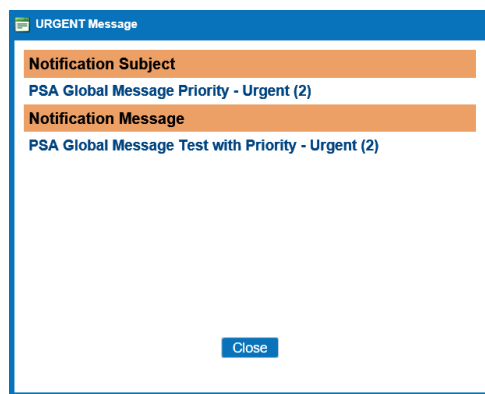 URGENT Message
Notification Subject
PSA Global Message Priority - Urgent (2)
Notification Message
PSA Global Message Test with Priority - Urgent (2)
Close